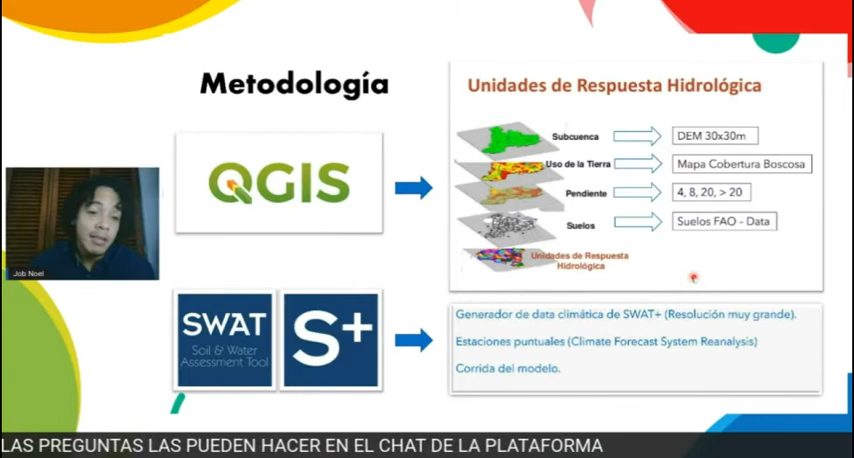 Metodología
QGIS
Job Noel
SWAT
Soil & Water
Assessment Tool
S+
Unidades de Respuesta Hidrológica
Subcuenca
DEM 30x30m
Uso de la Tierra
Mapa Cobertura Boscosa
Pendiente
4, 8, 20, > 20
Suelos
Suelos FAO - Data
Unidades de Respuesta
Hidrológica
Generador de data climática de SWAT+ (Resolución muy grande).
Estaciones puntuales (Climate Forecast System Reanalysis)
Corrida del modelo.
LAS PREGUNTAS LAS PUEDEN HACER EN EL CHAT DE LA PLATAFORMA